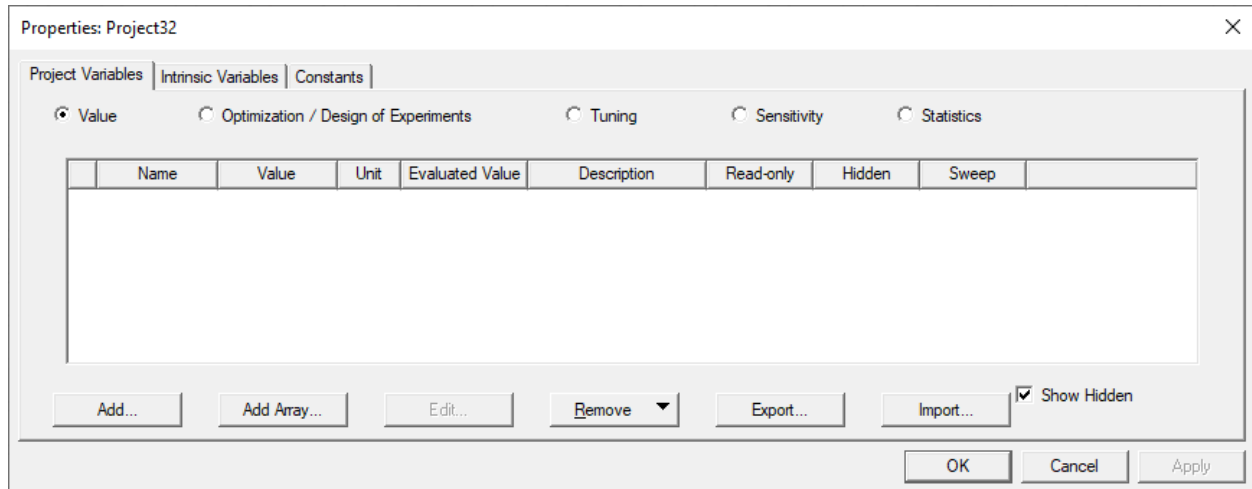 Properties: Project32
Project Variables Intrinsic Variables Constants
Value Optimization / Design of Experiments Tuning Sensitivity Statistics
Name Value Unit Evaluated Value Description Read-only Hidden Sweep
Add... Add Array... Edit... Remove Export... Import... Show Hidden
OK Cancel Apply